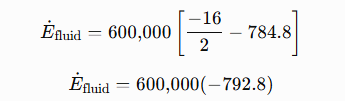 Ė_fluid = 600,000 [ −16/2 − 784.8 ]
Ė_fluid = 600,000(−792.8)